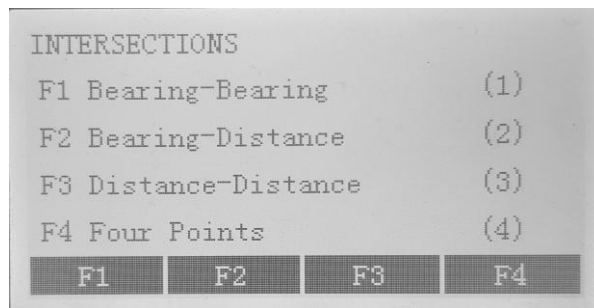 INTERSECTIONS
F1 Bearing-Bearing (1)
F2 Bearing-Distance (2)
F3 Distance-Distance (3)
F4 Four Points (4)
F1 F2 F3 F4